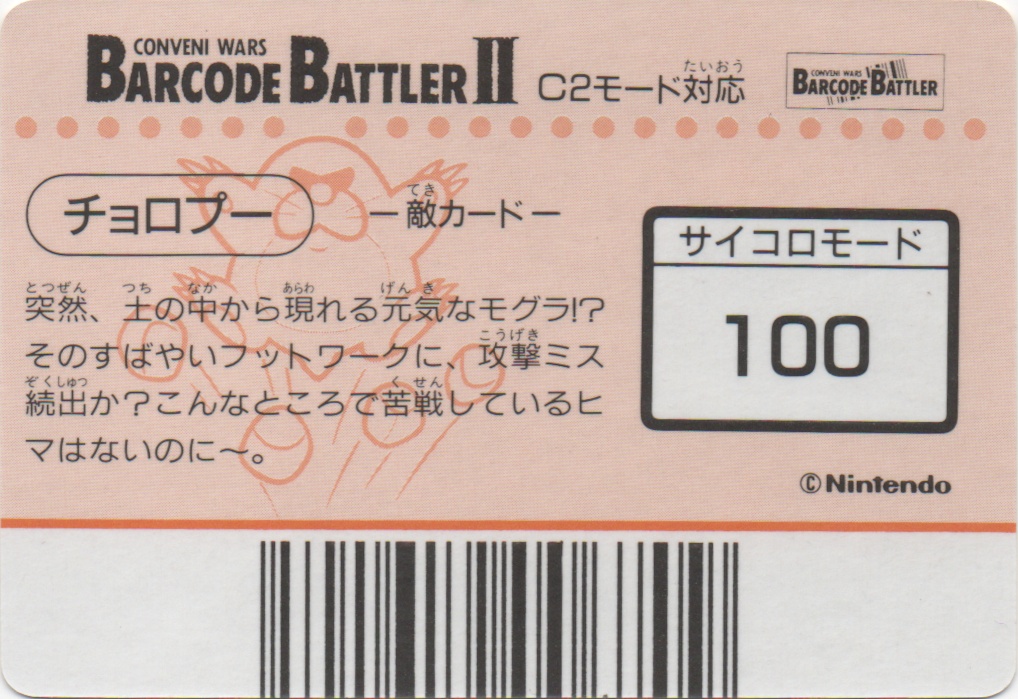 CONVENI WARS
BARCODE BATTLER II C2モード対応
たいおう
CONVENI WARS
BARCODE BATTLER
チョロプー
てき
ー敵カードー
サイコロモード
100
とつぜん つち なか あらわ げんき
突然、土の中から現れる元気なモグラ!?
こうげき
そのすばやいフットワークに、攻撃ミス
ぞくしゅつ くせん
続出か?こんなところで苦戦しているヒ
マはないのに〜。
©Nintendo